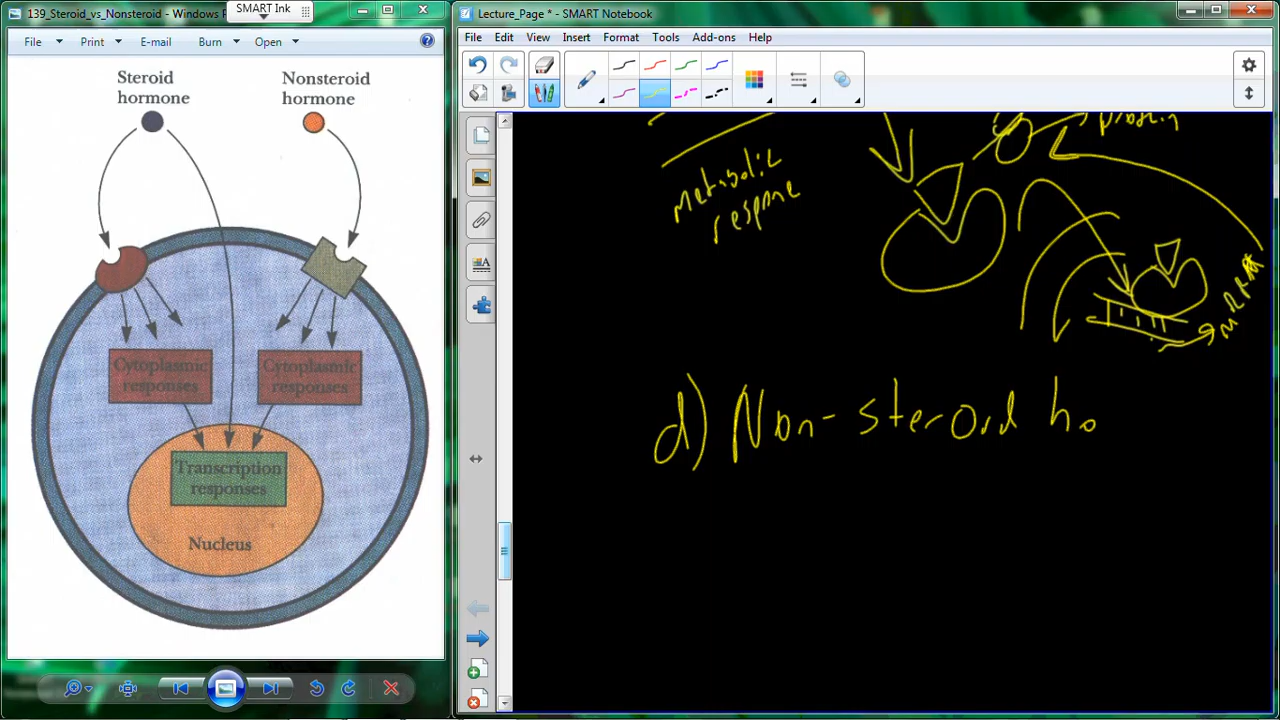 139_Steroid_vs_Nonsteroid - Windows P
SMART Ink
File Print E-mail Burn Open
Steroid
hormone
Nonsteroid
hormone
Cytoplasmic
responses
Cytoplasmic
responses
Transcription
responses
Nucleus
Lecture_Page * - SMART Notebook
File Edit View Insert Format Tools Add-ons Help
protein
metabolic
response
mRNA
d) Non-steroid ho